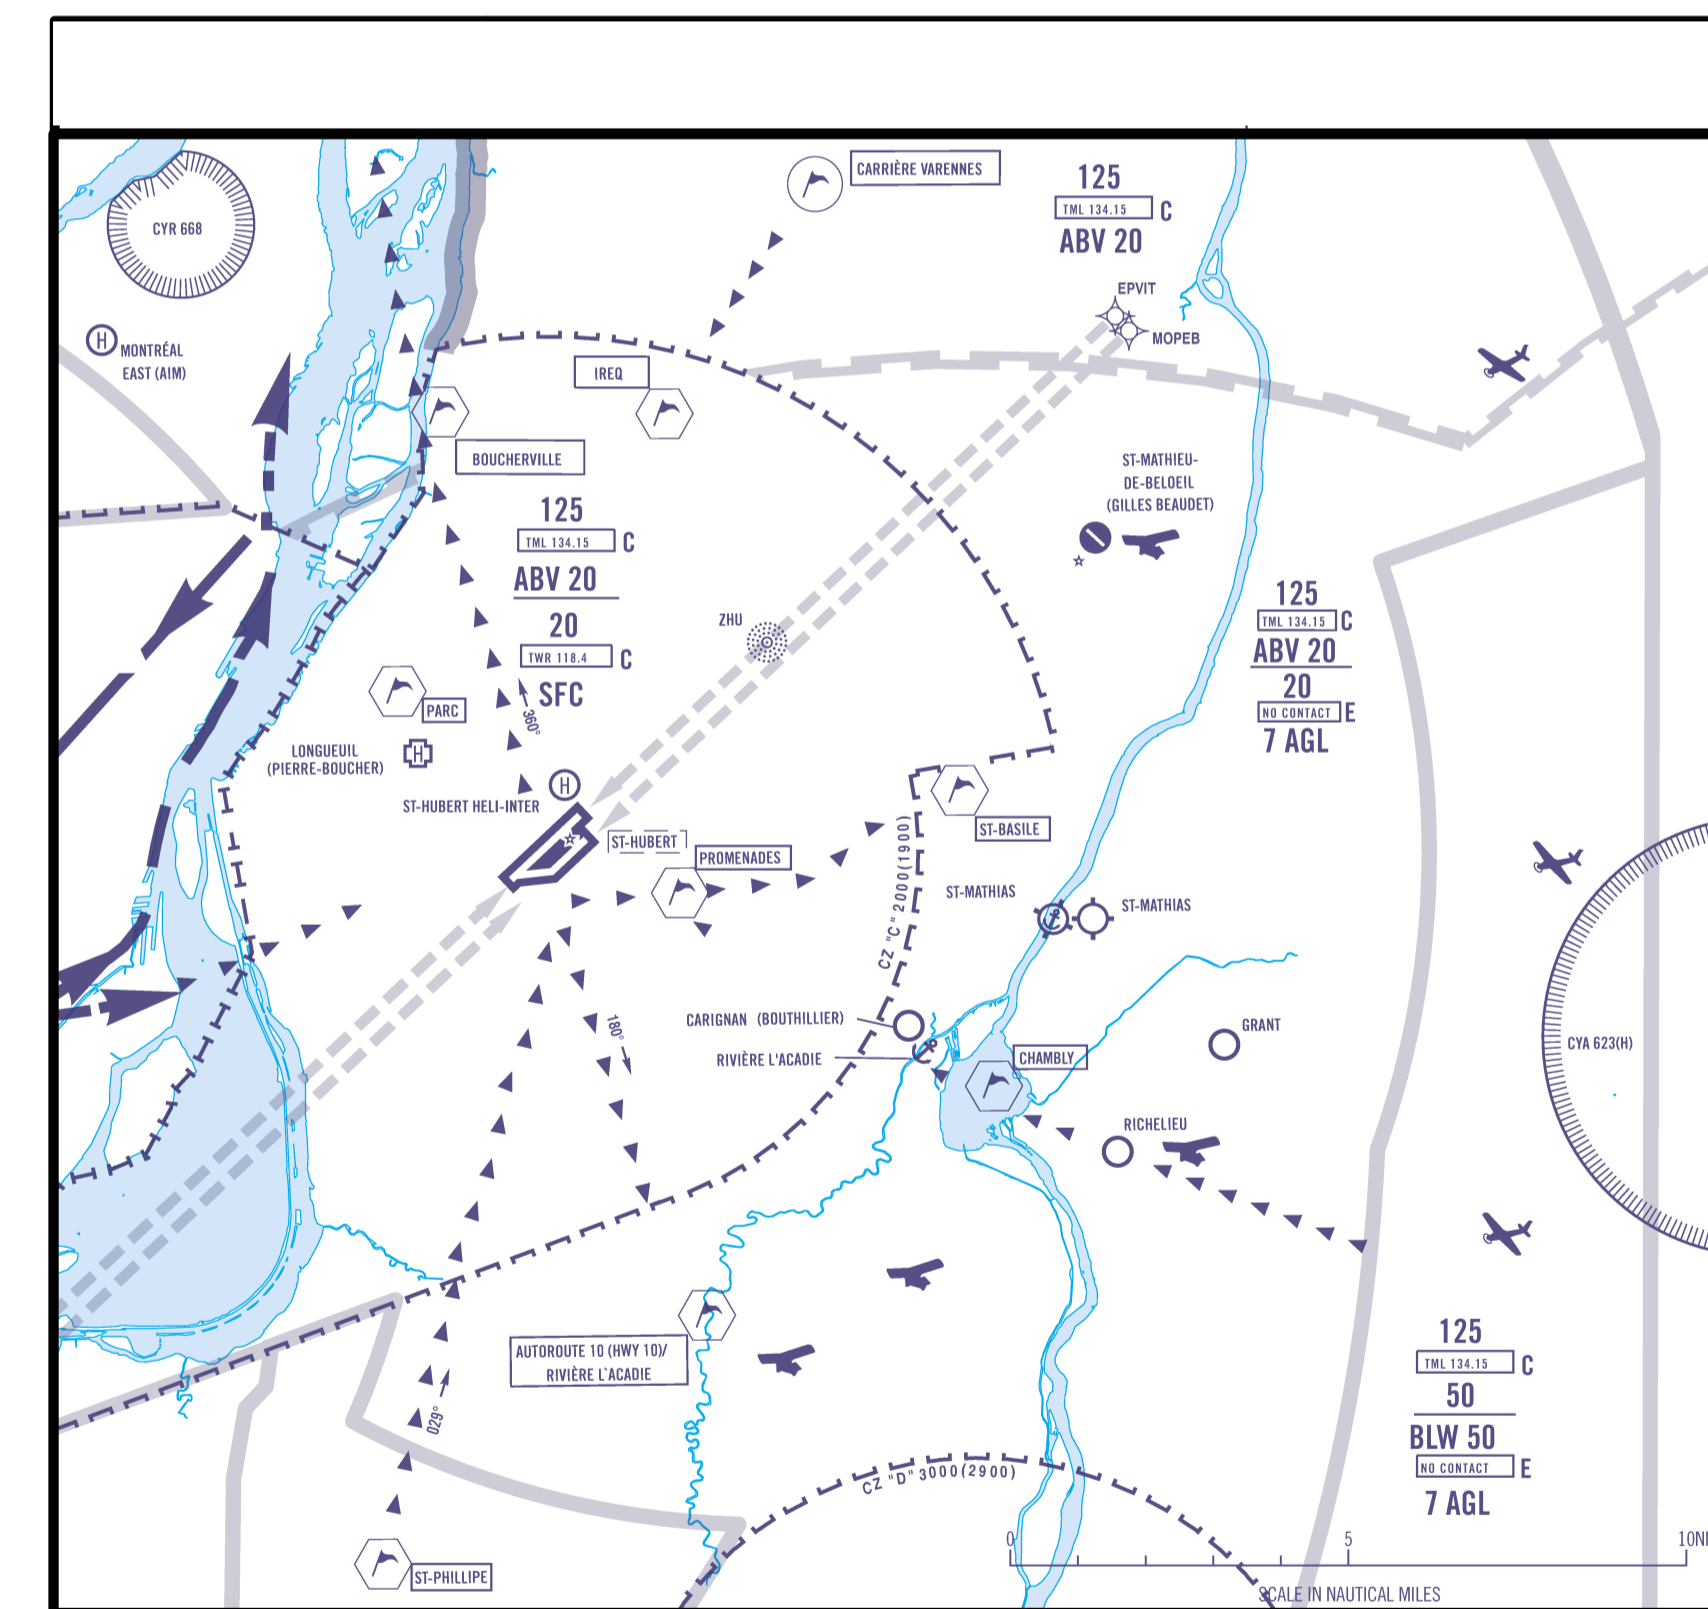 CARRIÈRE VARENNES
125
TML 134.15 C
ABV 20
CYR 668
EPVIT
MOPEB
MONTRÉAL
EAST (AIM)
IREQ
BOUCHERVILLE
ST-MATHIEU-
DE-BELOEIL
(GILLES BEAUDET)
125
TML 134.15 C
ABV 20
20
TWR 118.4 C
SFC
125
TML 134.15 C
ABV 20
20
NO CONTACT E
7 AGL
ZHU
PARC
360°
LONGUEUIL
(PIERRE-BOUCHER)
H
H
H
ST-HUBERT HELI-INTER
ST-HUBERT
PROMENADES
ST-BASILE
CZ "C" 2000(1900)
ST-MATHIAS
ST-MATHIAS
CARIGNAN (BOUTHILLIER)
RIVIÈRE L'ACADIE
180°
CHAMBLY
GRANT
CYA 623(H)
RICHELIEU
AUTOROUTE 10 (HWY 10)/
RIVIÈRE L`ACADIE
029°
125
TML 134.15 C
50
BLW 50
NO CONTACT E
7 AGL
CZ "D" 3000(2900)
ST-PHILLIPE
0 5 10N
SCALE IN NAUTICAL MILES